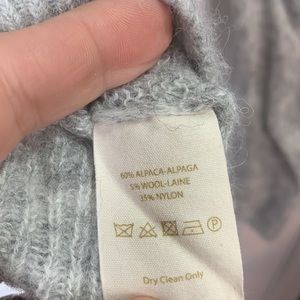 60% ALPACA-ALPAGA
5% WOOL-LAINE
35% NYLON
P
Dry Clean Only